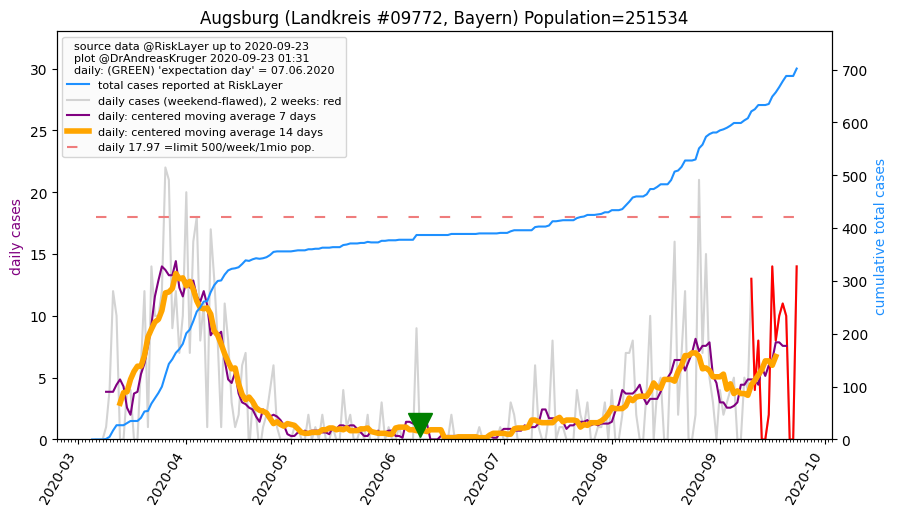 Augsburg (Landkreis #09772, Bayern) Population=251534
source data @RiskLayer up to 2020-09-23
plot @DrAndreasKruger 2020-09-23 01:31
daily: (GREEN) 'expectation day' = 07.06.2020
total cases reported at RiskLayer
daily cases (weekend-flawed), 2 weeks: red
daily: centered moving average 7 days
daily: centered moving average 14 days
daily 17.97 =limit 500/week/1mio pop.
daily cases
30
25
20
15
10
5
0
cumulative total cases
700
600
500
400
300
200
100
0
2020-03
2020-04
2020-05
2020-06
2020-07
2020-08
2020-09
2020-10